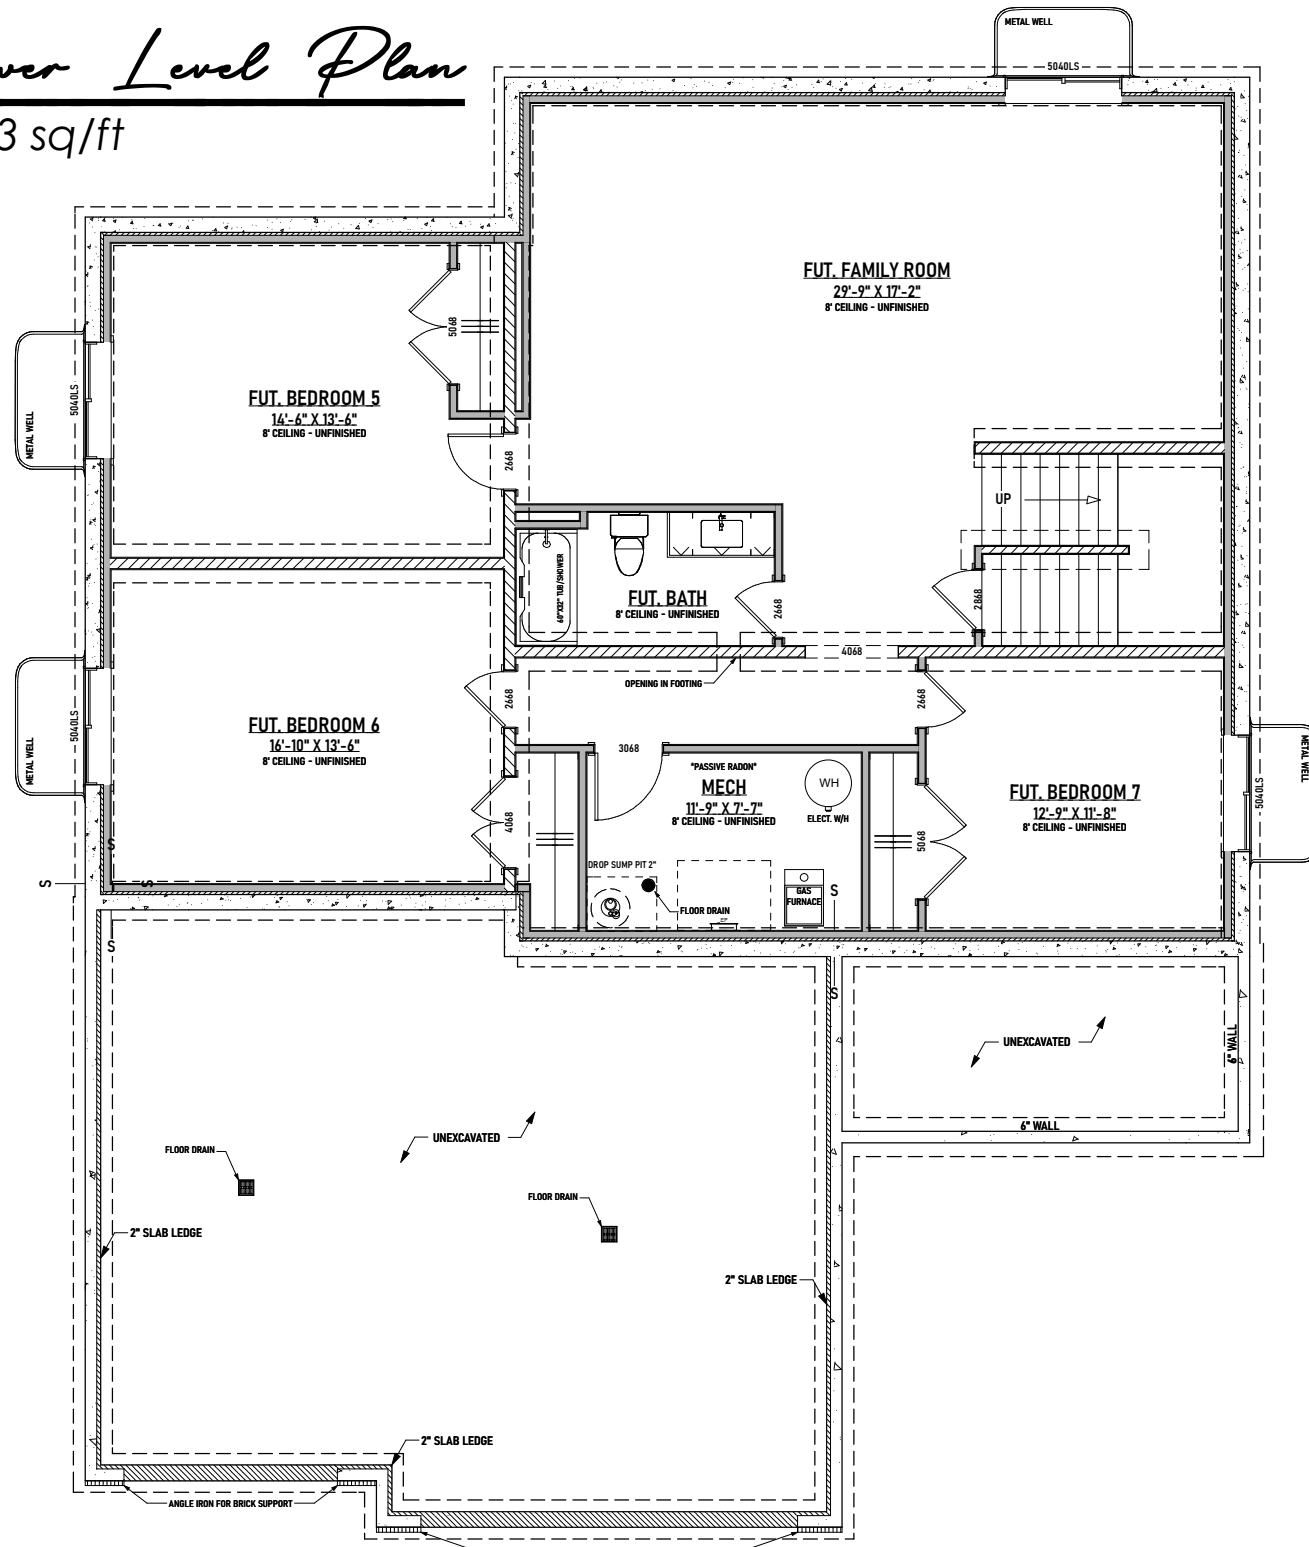 Level Plan
3 sq/ft
METAL WELL
5040LS
FUT. FAMILY ROOM
29'-9" X 17'-2"
8' CEILING - UNFINISHED
5068
METAL WELL
5040LS
FUT. BEDROOM 5
14'-6" X 13'-6"
8' CEILING - UNFINISHED
2668
UP
60"X32" TUB/SHOWER
FUT. BATH
8' CEILING - UNFINISHED
2668
2868
4068
OPENING IN FOOTING
METAL WELL
5040LS
FUT. BEDROOM 6
16'-10" X 13'-6"
8' CEILING - UNFINISHED
2668
2668
3068
*PASSIVE RADON*
MECH
11'-9" X 7'-7"
8' CEILING - UNFINISHED
WH
ELECT. W/H
4068
5068
FUT. BEDROOM 7
12'-9" X 11'-8"
8' CEILING - UNFINISHED
5040LS
METAL WELL
DROP SUMP PIT 2"
FLOOR DRAIN
EP
GAS
FURNACE
S
S
S
S
S
S
UNEXCAVATED
6" WALL
6" WALL
UNEXCAVATED
FLOOR DRAIN
FLOOR DRAIN
2" SLAB LEDGE
2" SLAB LEDGE
2" SLAB LEDGE
ANGLE IRON FOR BRICK SUPPORT